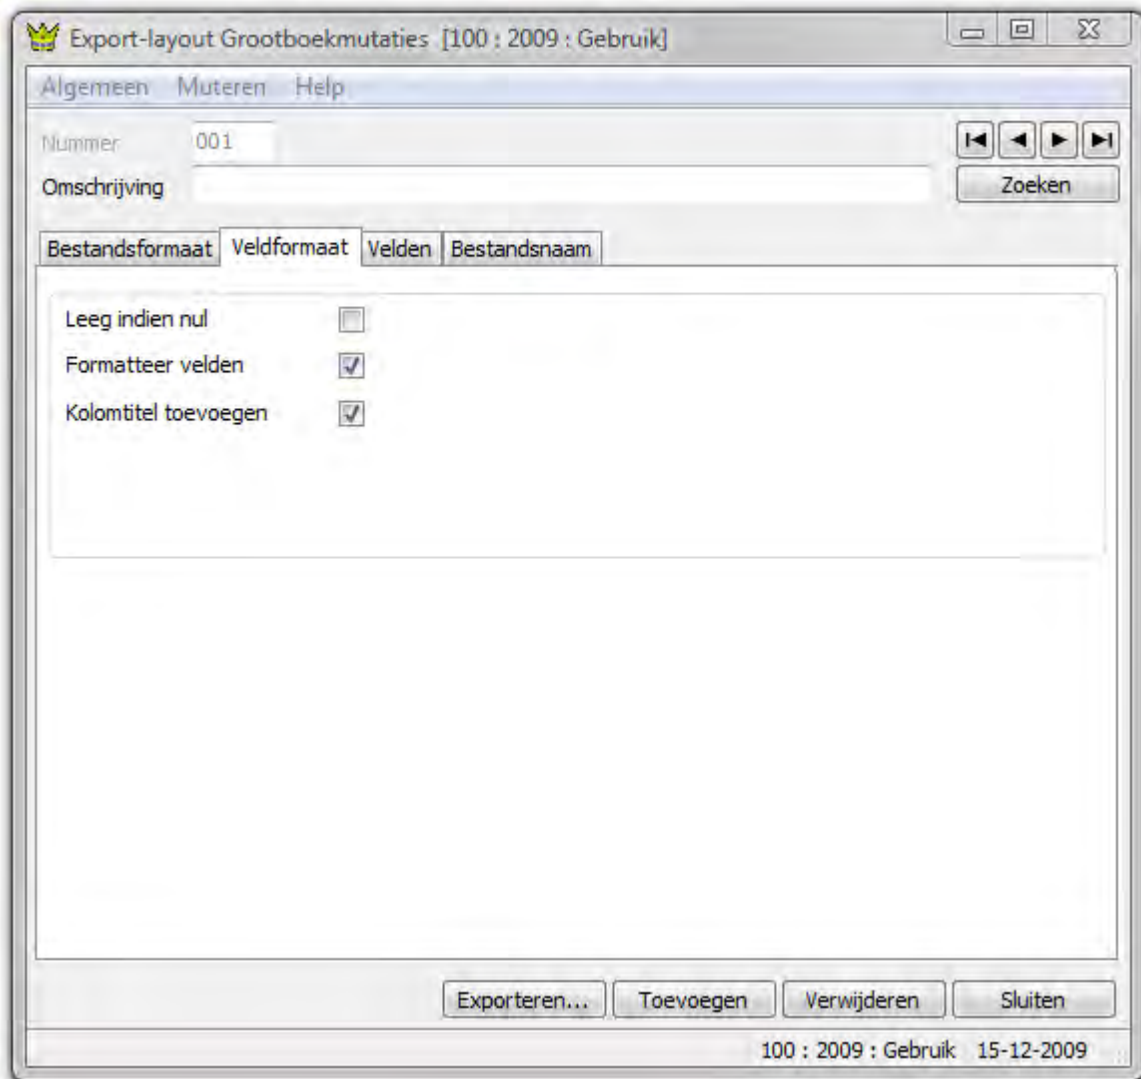 Export-layout Grootboekmutaties [100 : 2009 : Gebruik]
Algemeen Muteren Help
Nummer 001
Omschrijving Zoeken
Bestandsformaat Veldformaat Velden Bestandsnaam
Leeg indien nul
Formatteer velden
Kolomtitel toevoegen
Exporteren... Toevoegen Verwijderen Sluiten
100 : 2009 : Gebruik 15-12-2009